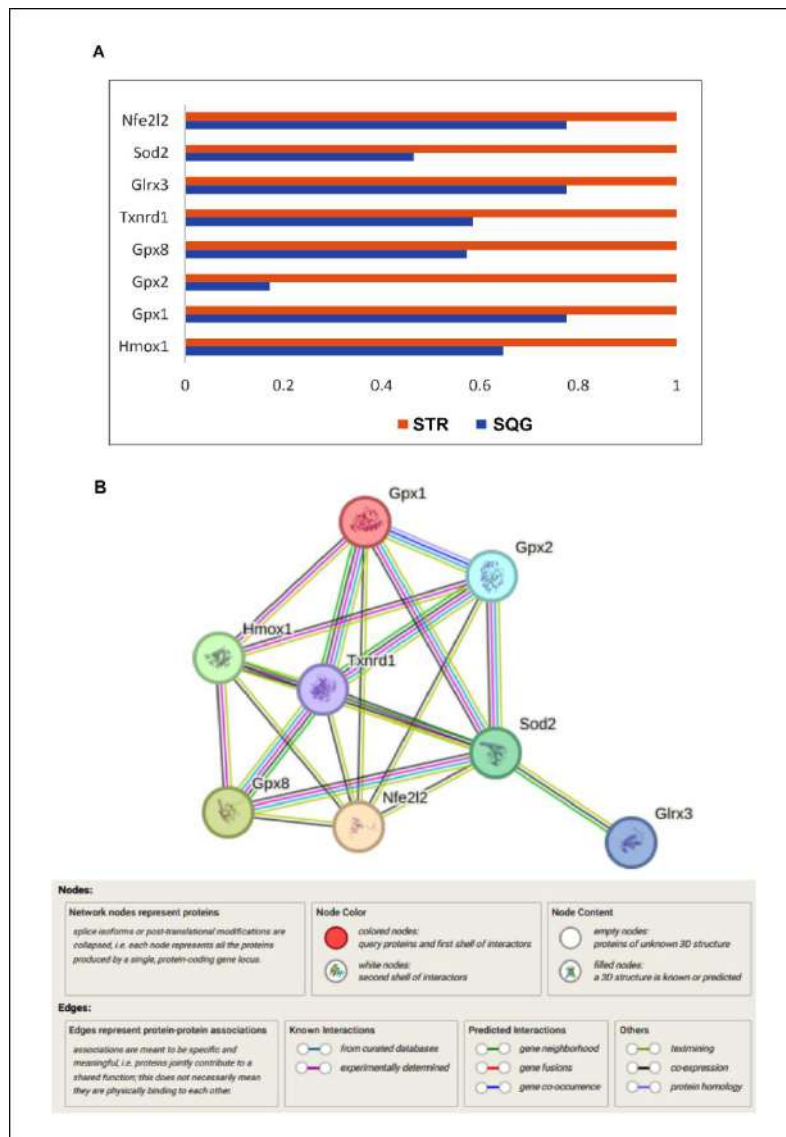 A
Nfe2l2
Sod2
Glrx3
Txnrd1
Gpx8
Gpx2
Gpx1
Hmox1
0 0.2 0.4 0.6 0.8 1
STR SQG
B
Gpx1
Gpx2
Hmox1
Txnrd1
Sod2
Gpx8
Nfe2l2
Glrx3
Nodes:
Network nodes represent proteins
splice isoforms or post-translational modifications are
collapsed, i.e. each node represents all the proteins
produced by a single, protein-coding gene locus.
Node Color
colored nodes:
query proteins and first shell of interactors
white nodes:
second shell of interactors
Node Content
empty nodes:
proteins of unknown 3D structure
filled nodes:
a 3D structure is known or predicted
Edges:
Edges represent protein-protein associations
associations are meant to be specific and
meaningful, i.e. proteins jointly contribute to a
shared function; this does not necessarily mean
they are physically binding to each other.
Known Interactions
from curated databases
experimentally determined
Predicted Interactions
gene neighborhood
gene fusions
gene co-occurrence
Others
textmining
co-expression
protein homology